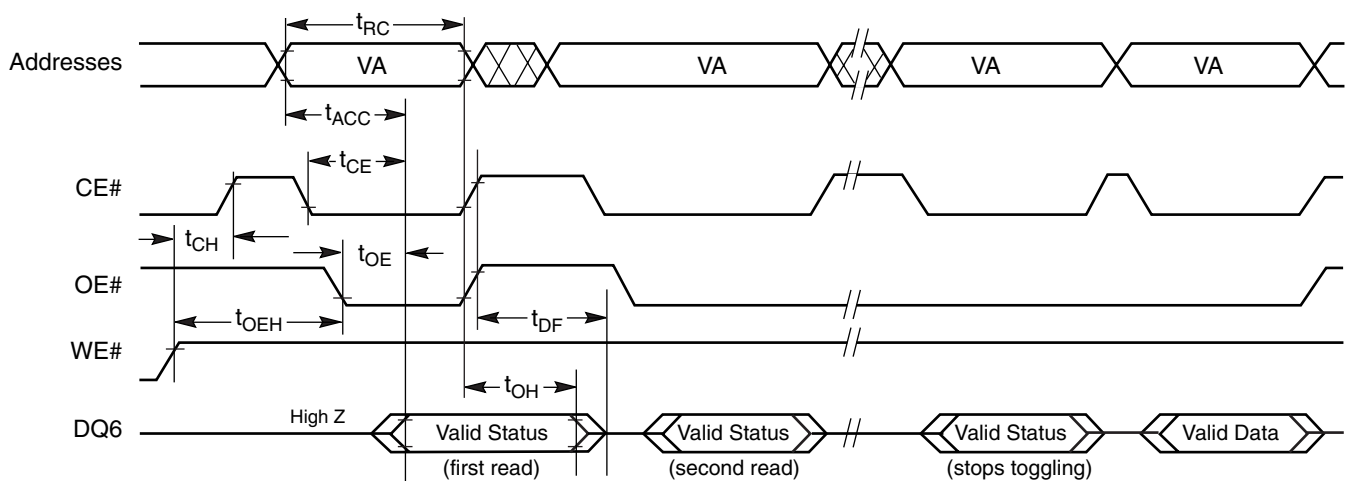 tRC
Addresses VA VA VA VA
tACC
tCE
CE#
tCH tOE
OE#
tOEH tDF
WE#
tOH
High Z
DQ6 Valid Status Valid Status Valid Status Valid Data
(first read) (second read) (stops toggling)